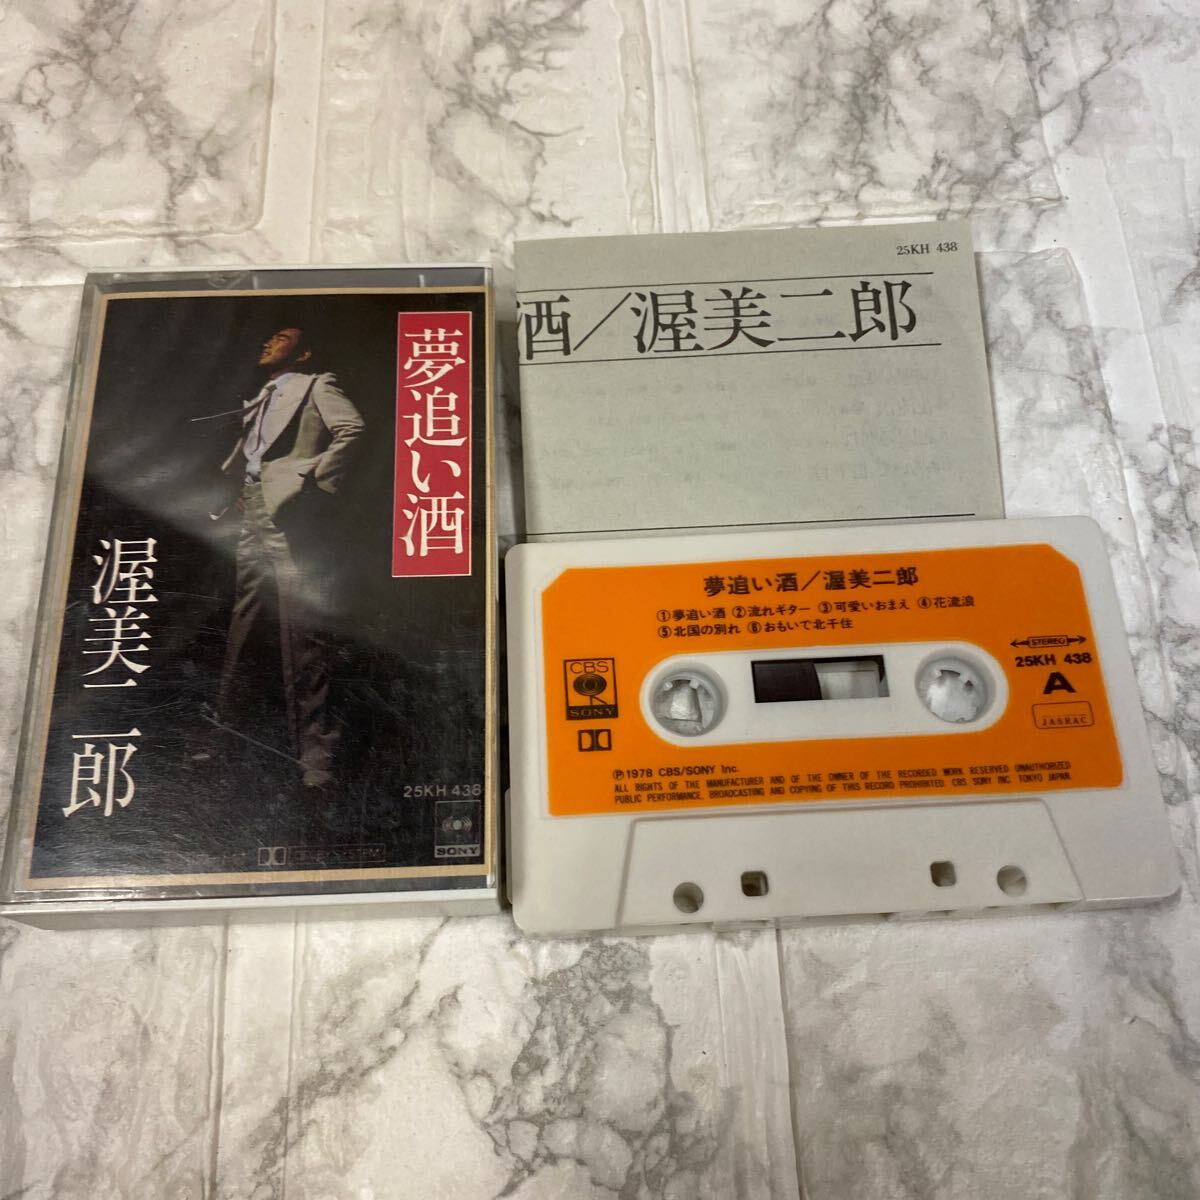 夢追い酒
渥美二郎
25KH 438
SONY
25KH 438
酒／渥美二郎
夢追い酒／渥美二郎
①夢追い酒 ②流れギター ③可愛いおまえ ④花流浪
⑤北国の別れ ⑥おもいで北千住
STEREO
25KH 438
A
JASRAC
CBS
SONY
Ⓟ1978 CBS/SONY Inc.
ALL RIGHTS OF THE MANUFACTURER AND OF THE OWNER OF THE RECORDED WORK RESERVED UNAUTHORIZED
PUBLIC PERFORMANCE, BROADCASTING AND COPYING OF THIS RECORD PROHIBITED. CBS SONY INC. TOKYO JAPAN.